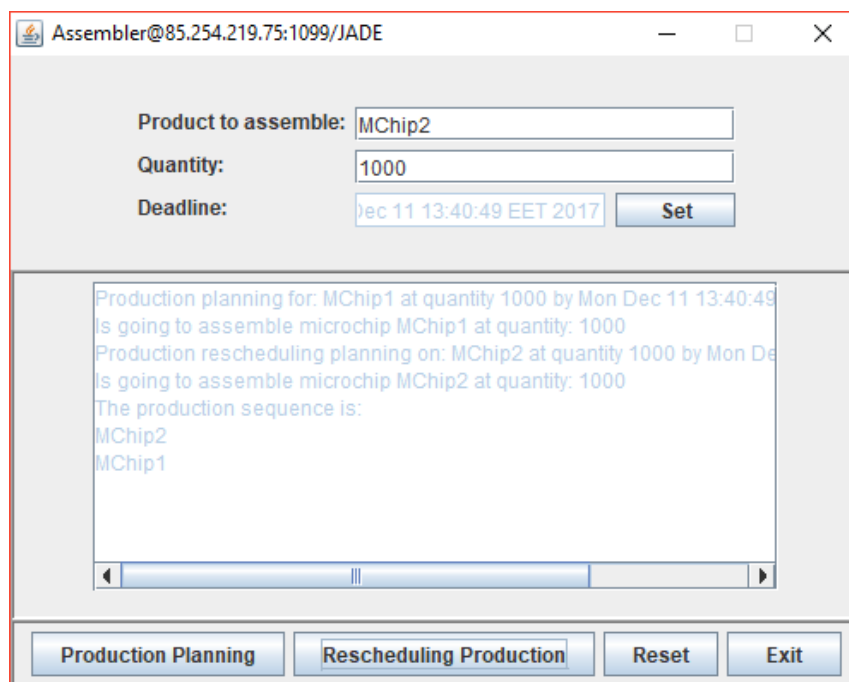 Assembler@85.254.219.75:1099/JADE
Product to assemble: MChip2
Quantity: 1000
Deadline: Dec 11 13:40:49 EET 2017 Set
Production planning for: MChip1 at quantity 1000 by Mon Dec 11 13:40:49
Is going to assemble microchip MChip1 at quantity: 1000
Production rescheduling planning on: MChip2 at quantity 1000 by Mon De
Is going to assemble microchip MChip2 at quantity: 1000
The production sequence is:
MChip2
MChip1
Production Planning Rescheduling Production Reset Exit